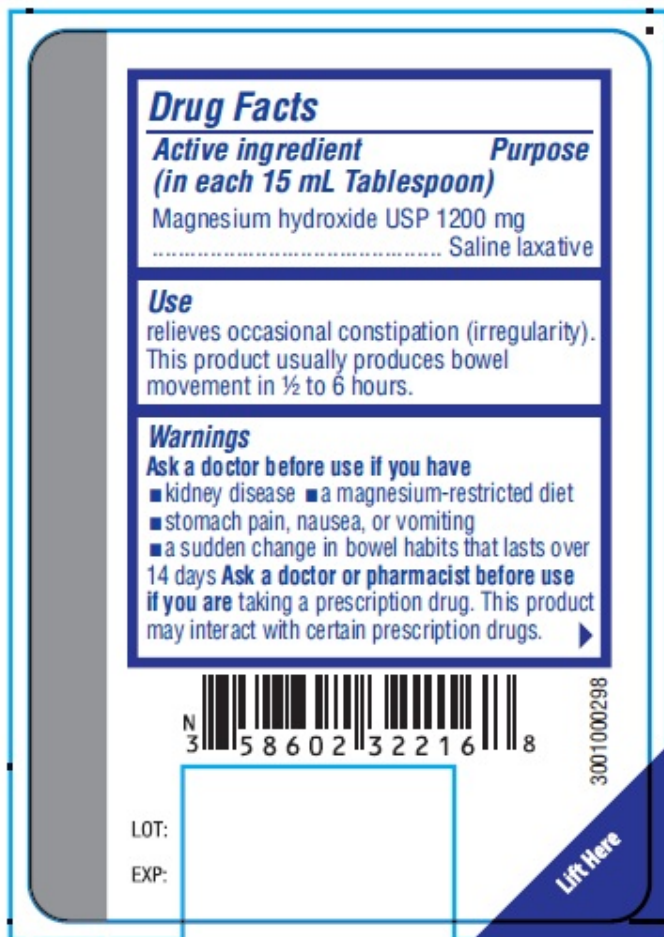 Drug Facts
Active ingredient Purpose
(in each 15 mL Tablespoon)
Magnesium hydroxide USP 1200 mg
............................................. Saline laxative
Use
relieves occasional constipation (irregularity).
This product usually produces bowel
movement in ½ to 6 hours.
Warnings
Ask a doctor before use if you have
■ kidney disease ■ a magnesium-restricted diet
■ stomach pain, nausea, or vomiting
■ a sudden change in bowel habits that lasts over
14 days Ask a doctor or pharmacist before use
if you are taking a prescription drug. This product
may interact with certain prescription drugs.
N
3 58602 32216 8
3001000298
LOT:
EXP:
Lift Here